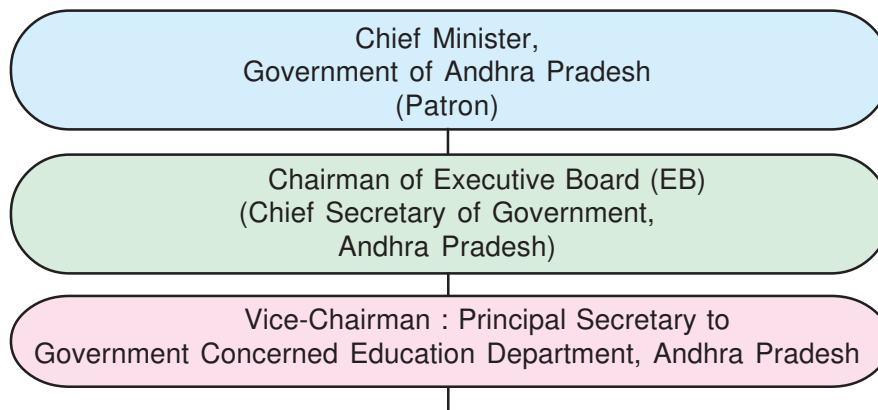 Chief Minister,
Government of Andhra Pradesh
(Patron)
Chairman of Executive Board (EB)
(Chief Secretary of Government,
Andhra Pradesh)
Vice-Chairman : Principal Secretary to
Government Concerned Education Department, Andhra Pradesh